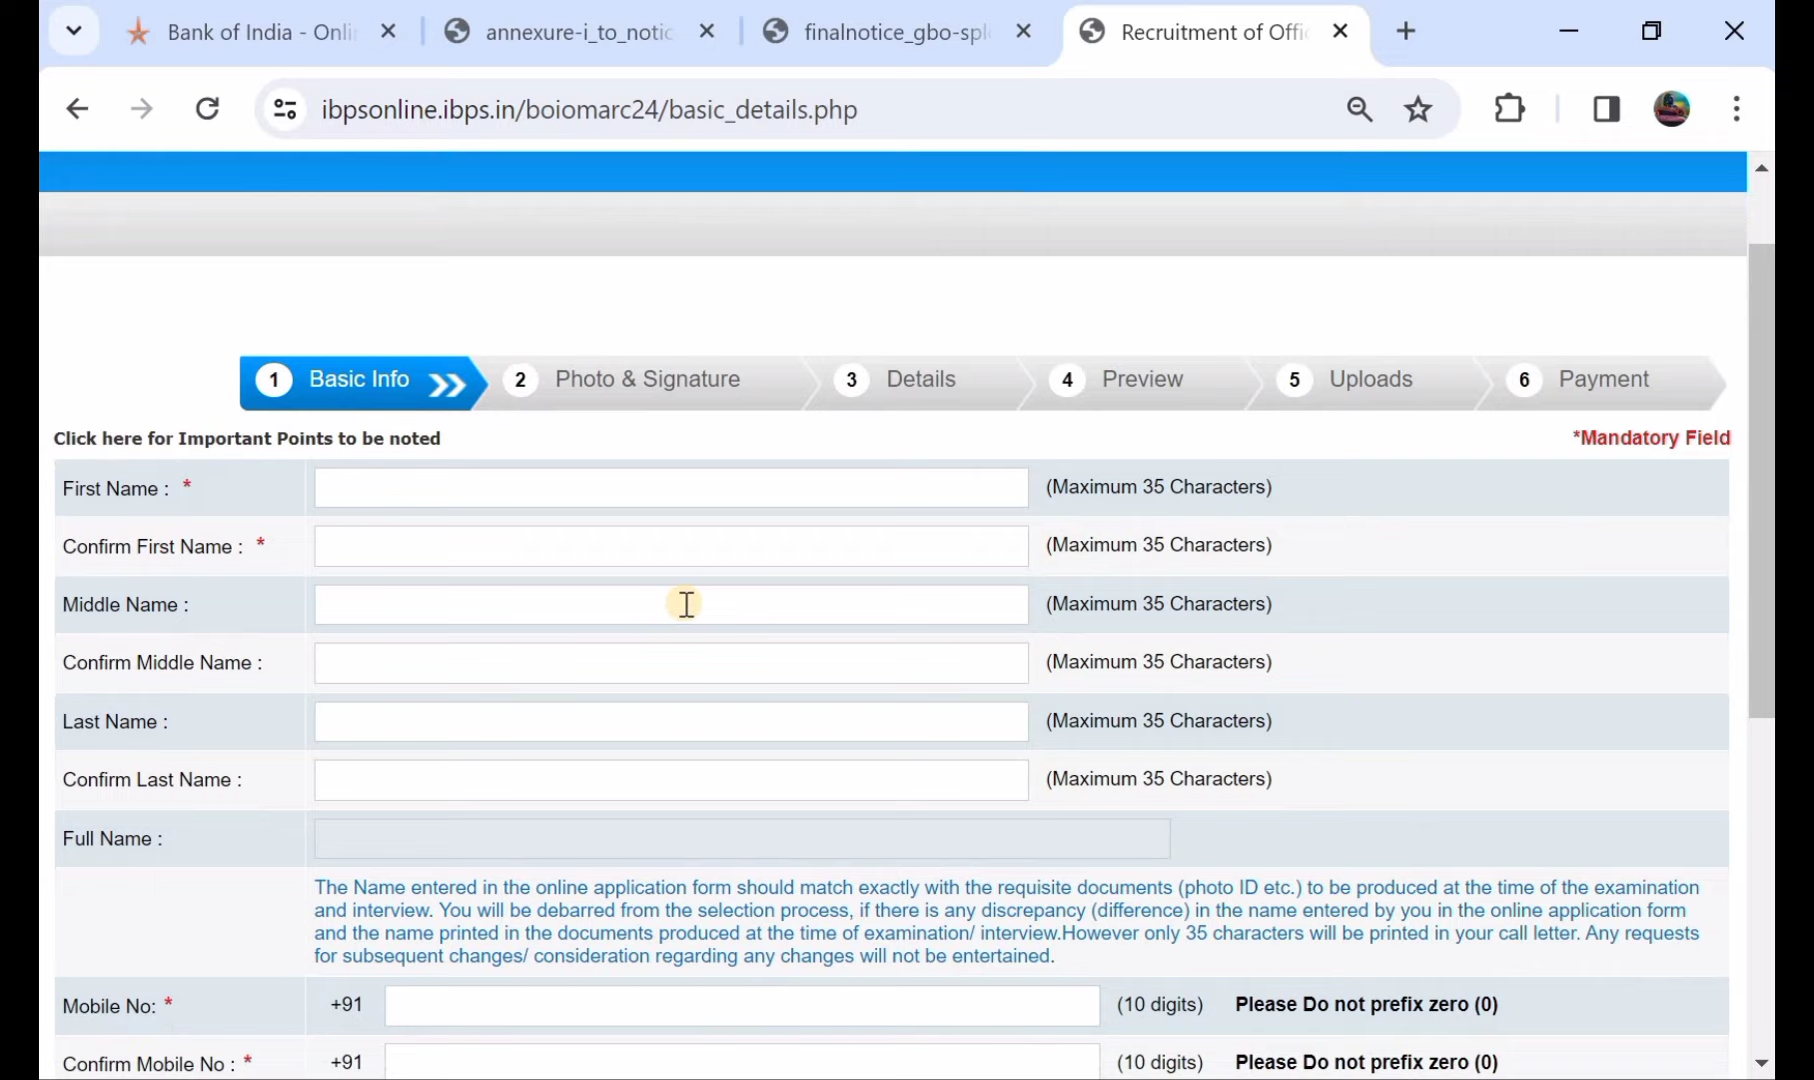 Bank of India - Onli
annexure-i_to_notic
finalnotice_gbo-spl
Recruitment of Offi
ibpsonline.ibps.in/boiomarc24/basic_details.php
1 Basic Info
2 Photo & Signature
3 Details
4 Preview
5 Uploads
6 Payment
Click here for Important Points to be noted
*Mandatory Field
First Name : * (Maximum 35 Characters)
Confirm First Name : * (Maximum 35 Characters)
Middle Name : (Maximum 35 Characters)
Confirm Middle Name : (Maximum 35 Characters)
Last Name : (Maximum 35 Characters)
Confirm Last Name : (Maximum 35 Characters)
Full Name :
The Name entered in the online application form should match exactly with the requisite documents (photo ID etc.) to be produced at the time of the examination
and interview. You will be debarred from the selection process, if there is any discrepancy (difference) in the name entered by you in the online application form
and the name printed in the documents produced at the time of examination/ interview.However only 35 characters will be printed in your call letter. Any requests
for subsequent changes/ consideration regarding any changes will not be entertained.
Mobile No: * +91 (10 digits) Please Do not prefix zero (0)
Confirm Mobile No : * +91 (10 digits) Please Do not prefix zero (0)